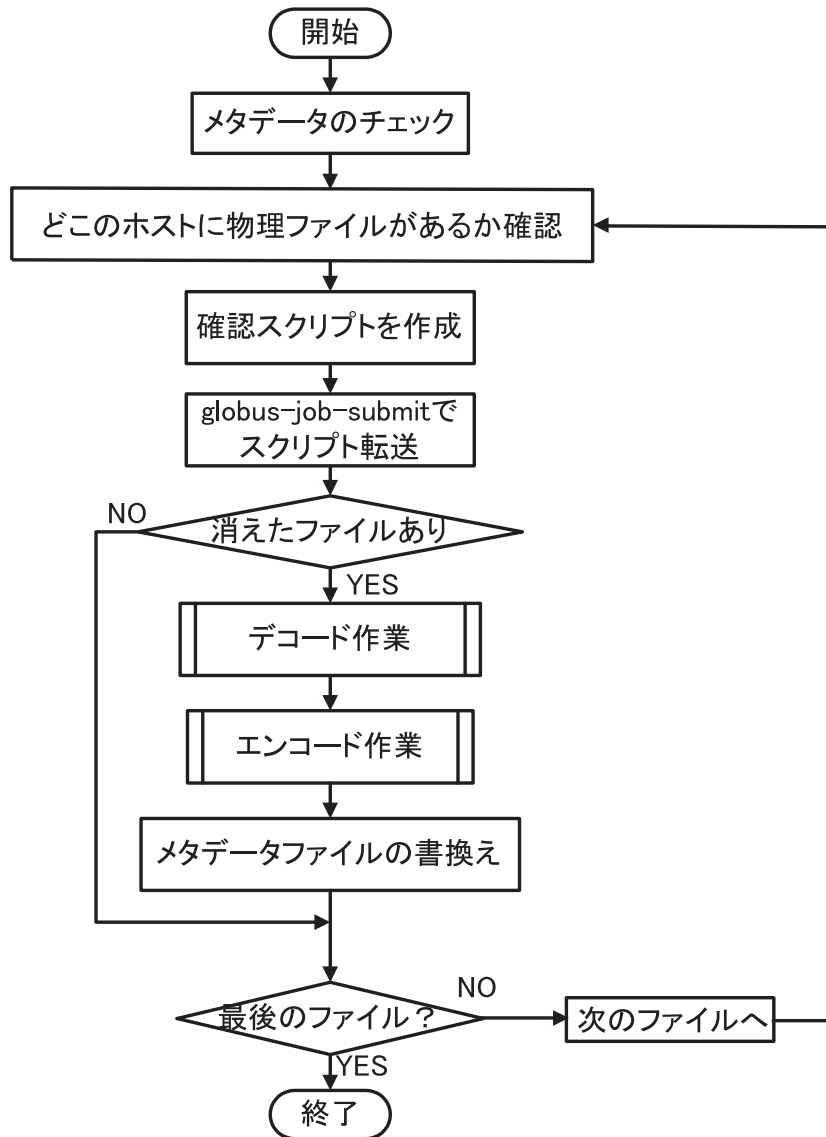 開始
メタデータのチェック
どこのホストに物理ファイルがあるか確認
確認スクリプトを作成
globus-job-submitで
スクリプト転送
NO
消えたファイルあり
YES
デコード作業
エンコード作業
メタデータファイルの書換え
最後のファイル？
NO
次のファイルへ
YES
終了